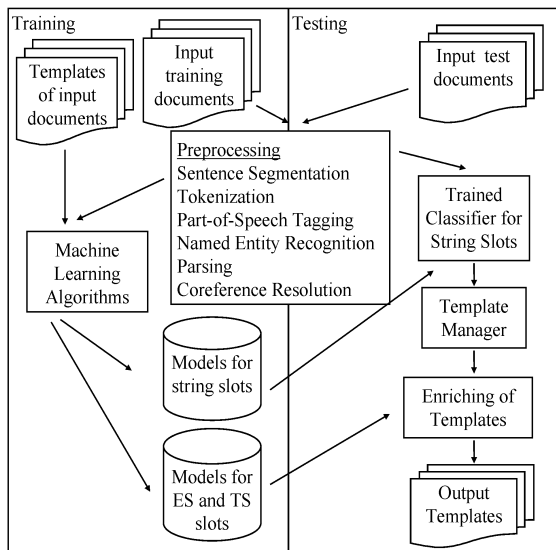 Training
Testing
Templates
of input
documents
Input
training
documents
Input test
documents
Preprocessing
Sentence Segmentation
Tokenization
Part-of-Speech Tagging
Named Entity Recognition
Parsing
Coreference Resolution
Machine
Learning
Algorithms
Trained
Classifier for
String Slots
Template
Manager
Models for
string slots
Enriching of
Templates
Models for
ES and TS
slots
Output
Templates